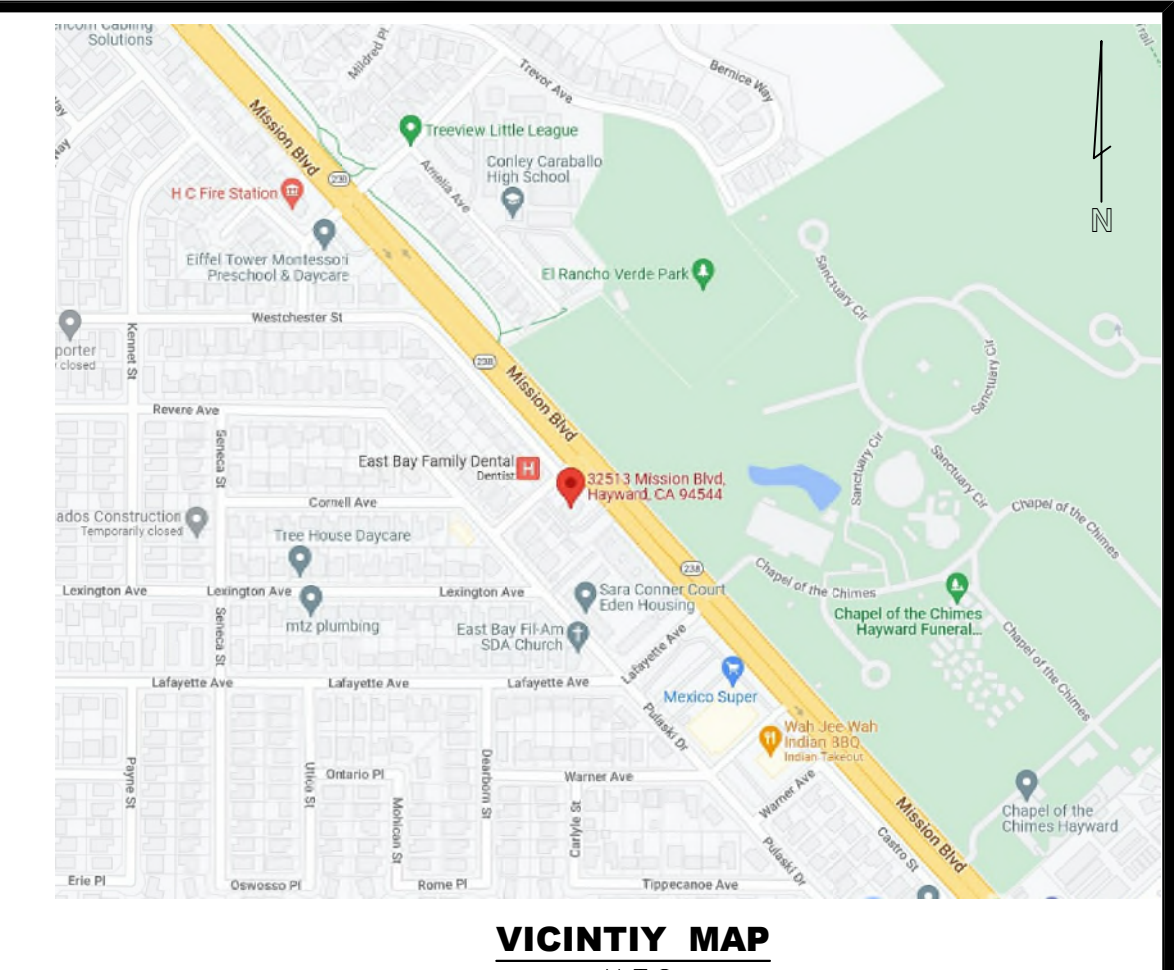 Solutions
Mildred Pl
Trevor Ave
Bernice Way
Trail
Mission Blvd
Treeview Little League
Conley Caraballo
High School
Amelia Ave
238
H C Fire Station
Eiffel Tower Montessori
Preschool & Daycare
El Rancho Verde Park
N
Sanctuary Cir
Westchester St
Kennet St
porter
closed
238
Mission Blvd
Sanctuary Cir
Revere Ave
Seneca St
East Bay Family Dental
Dentist
H
32513 Mission Blvd,
Hayward, CA 94544
Sanctuary Cir
Sanctuary Cir
Cornell Ave
ados Construction
Temporarily closed
Chapel of the Chimes
Tree House Daycare
238
Chapel of the Chimes
Lexington Ave
Lexington Ave
Lexington Ave
Sara Conner Court
Eden Housing
mtz plumbing
Seneca St
East Bay Fil-Am
SDA Church
Chapel of the Chimes
Hayward Funeral...
Lafayette Ave
Chapel of the Chimes
Lafayette Ave
Lafayette Ave
Lafayette Ave
Mexico Super
Pulaski Dr
Wah Jee Wah
Indian BBQ
Indian Takeout
Payne St
Utica St
Ontario Pl
Mohican St
Dearborn St
Warner Ave
Carlyle St
Warner Ave
Mission Blvd
Castro St
Chapel of the
Chimes Hayward
Pulaski Dr
Erie Pl
Oswosso Pl
Rome Pl
Tippecanoe Ave
VICINTIY MAP